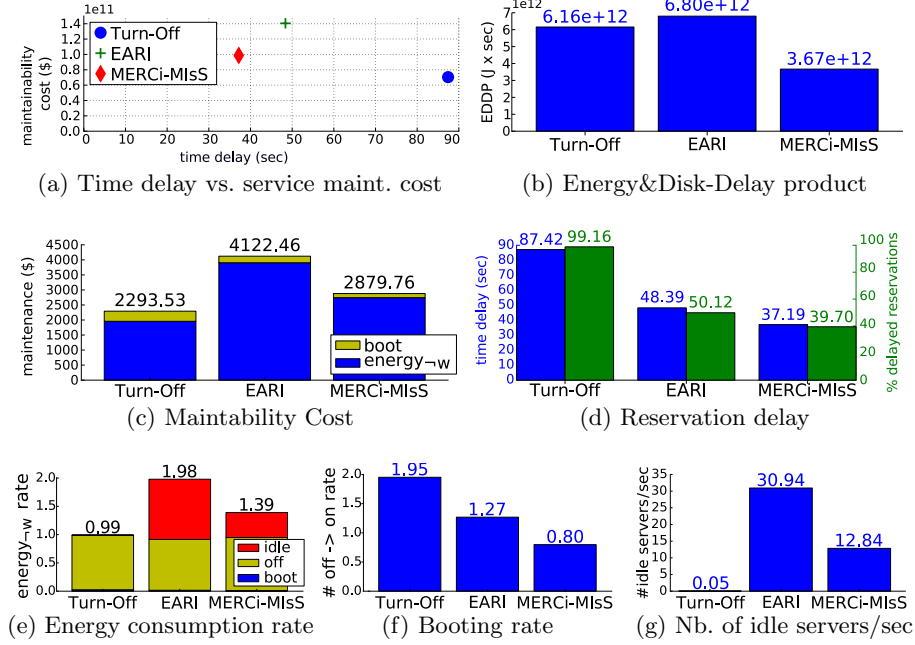 1e11
1.4
1.2
1.0
0.8
0.6
0.4
0.2
0.0
maintainability
cost ($)
Turn-Off
EARI
MERCi-MIsS
0 10 20 30 40 50 60 70 80 90
time delay (sec)
(a) Time delay vs. service maint. cost
7e12
6
5
4
3
2
1
0
EDDP (J x sec)
6.16e+12
6.80e+12
3.67e+12
Turn-Off EARI MERCi-MIsS
(b) Energy&Disk-Delay product
4500
4000
3500
3000
2500
2000
1500
1000
500
0
maintenance ($)
2293.53
4122.46
2879.76
boot
energy¬w
Turn-Off EARI MERCi-MIsS
(c) Maintability Cost
90
80
70
60
50
40
30
20
10
0
time delay (sec)
87.42 99.16
48.39 50.12
37.19 39.70
100
80
60
40
20
0
% delayed reservations
Turn-Off EARI MERCi-MIsS
(d) Reservation delay
2.0
1.5
1.0
0.5
0.0
energy¬w rate
0.99
1.98
1.39
idle
off
boot
Turn-Off EARI MERCi-MIsS
(e) Energy consumption rate
2.0
1.5
1.0
0.5
0.0
# off -> on rate
1.95
1.27
0.80
Turn-Off EARI MERCi-MIsS
(f) Booting rate
35
30
25
20
15
10
5
0
#idle servers/sec
0.05
30.94
12.84
Turn-Off EARI MERCi-MIsS
(g) Nb. of idle servers/sec